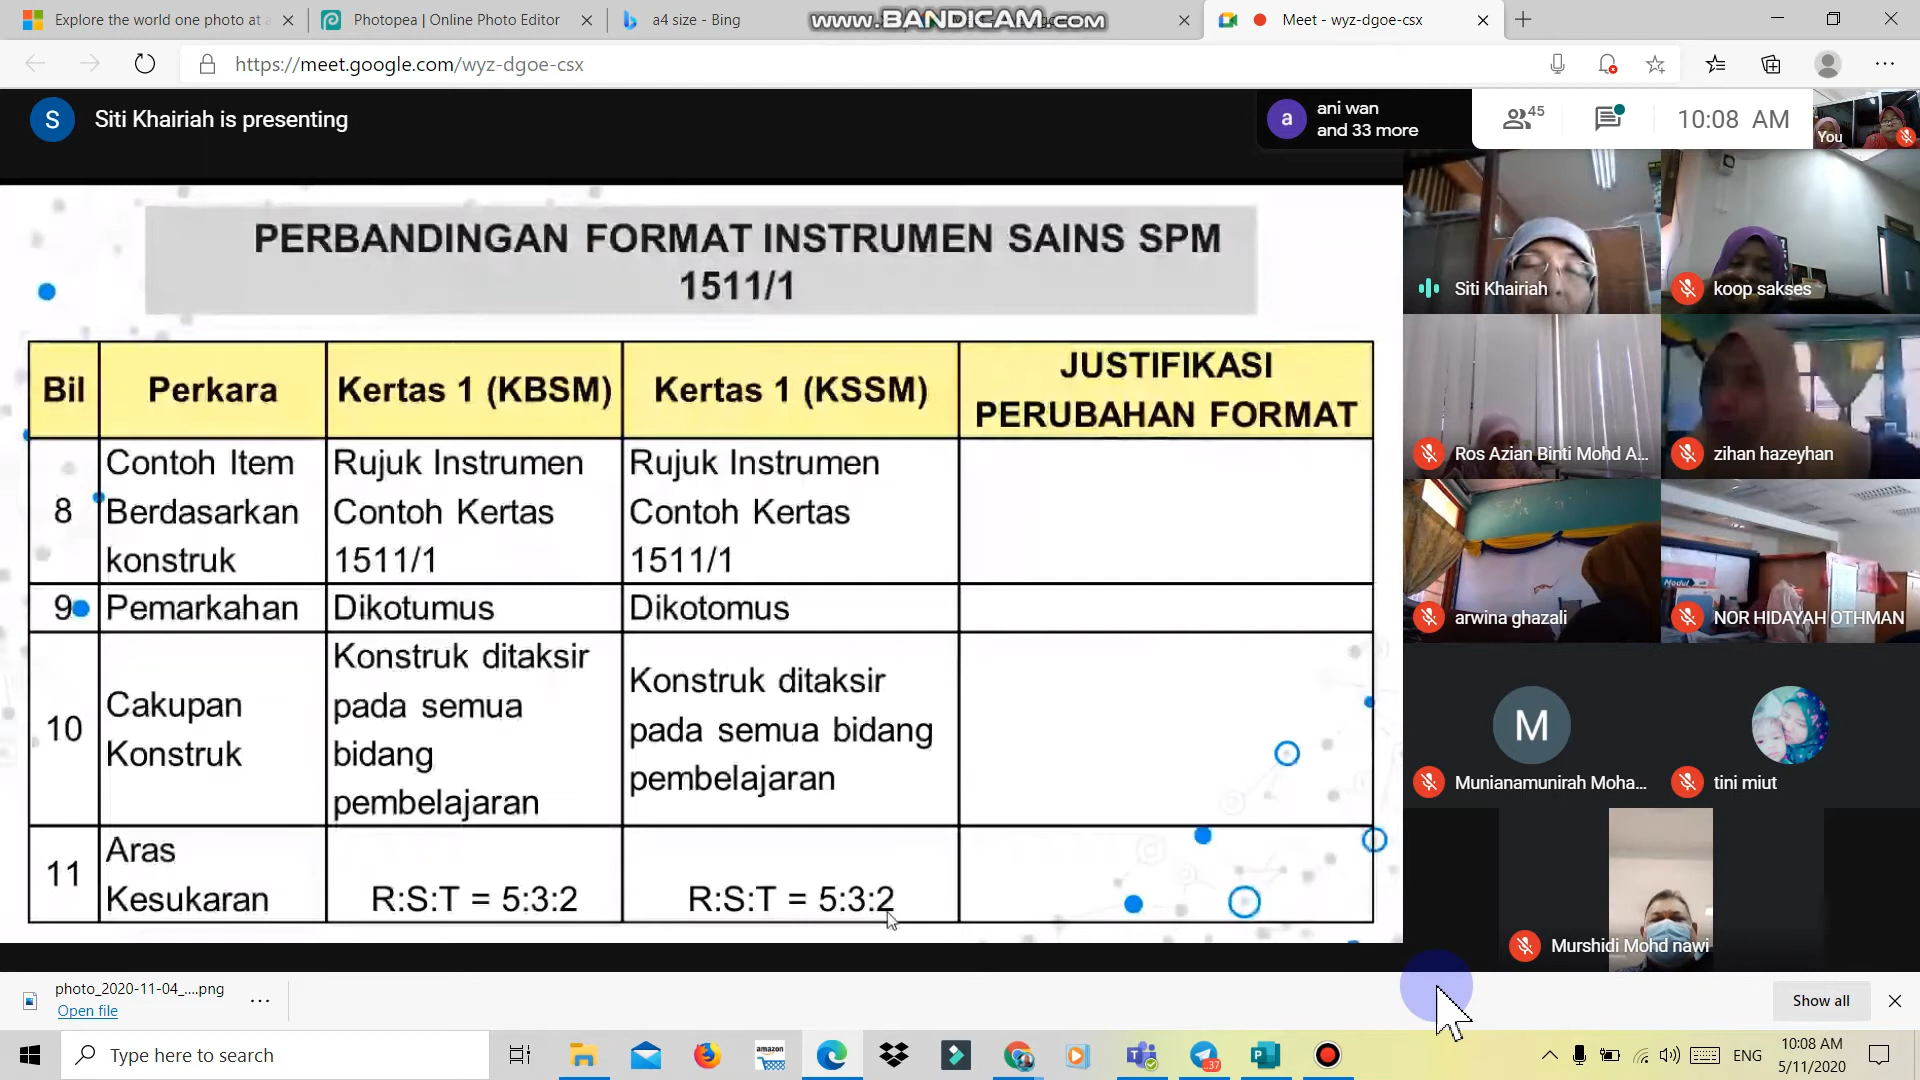 Explore the world one photo at a
Photopea | Online Photo Editor
a4 size - Bing
www.BANDICAM.com
Meet - wyz-dgoe-csx
https://meet.google.com/wyz-dgoe-csx
S
Siti Khairiah is presenting
a
ani wan
and 33 more
45
10:08 AM
You
PERBANDINGAN FORMAT INSTRUMEN SAINS SPM
1511/1
Bil
Perkara
Kertas 1 (KBSM)
Kertas 1 (KSSM)
JUSTIFIKASI
PERUBAHAN FORMAT
8
Contoh Item
Berdasarkan
konstruk
Rujuk Instrumen
Contoh Kertas
1511/1
Rujuk Instrumen
Contoh Kertas
1511/1
9
Pemarkahan
Dikotumus
Dikotomus
10
Cakupan
Konstruk
Konstruk ditaksir
pada semua
bidang
pembelajaran
Konstruk ditaksir
pada semua bidang
pembelajaran
11
Aras
Kesukaran
R:S:T = 5:3:2
R:S:T = 5:3:2
Siti Khairiah
koop sakses
Ros Azian Binti Mohd A...
zihan hazeyhan
arwina ghazali
Modul
NOR HIDAYAH OTHMAN
M
Munianamunirah Moha...
tini miut
Murshidi Mohd nawi
photo_2020-11-04_....png
Open file
Show all
Type here to search
amazon
37
ENG
10:08 AM
5/11/2020